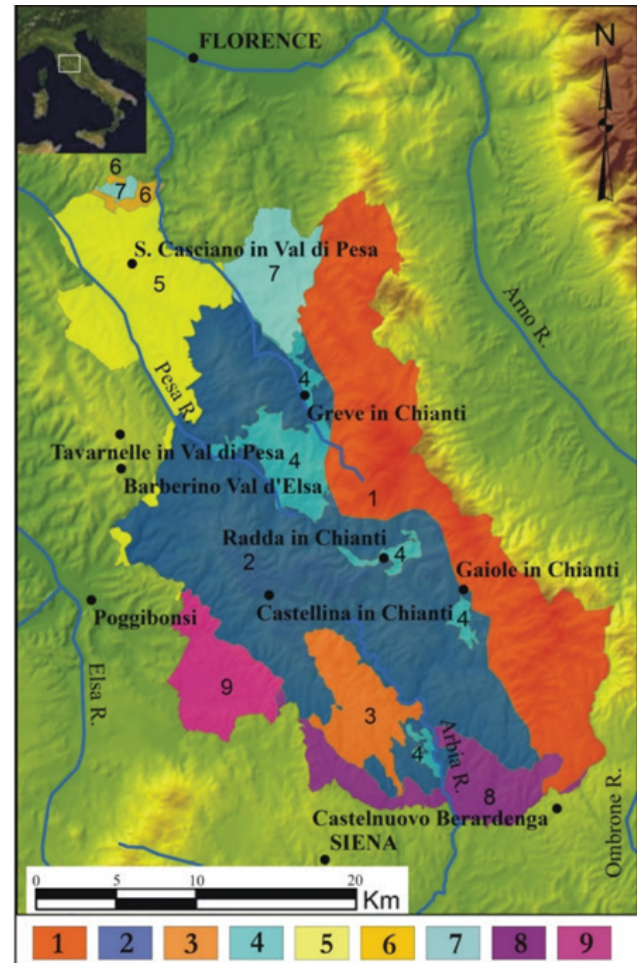 FLORENCE
N
6
7 6
S. Casciano in Val di Pesa
7
5
Arno R.
Pesa R.
4
Greve in Chianti
Tavarnelle in Val di Pesa
4
Barberino Val d'Elsa
1
Radda in Chianti
4
2
Gaiole in Chianti
Castellina in Chianti
Poggibonsi
4
9
3
Elsa R.
Arbia R.
4
8
Ombrone R.
Castelnuovo Berardenga
SIENA
0 5 10 20
Km
1 2 3 4 5 6 7 8 9